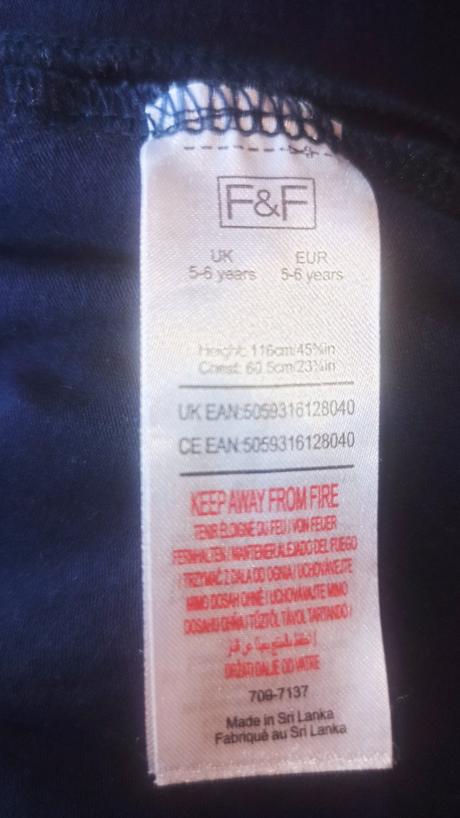 F&F
UK EUR
5-6 years 5-6 years
Height: 116cm/45¾in
Chest: 60.5cm/23¾in
UK EAN:5059316128040
CE EAN:5059316128040
KEEP AWAY FROM FIRE
TENIR ÉLOIGNÉ DU FEU / VON FEUER
FERNHALTEN / MANTENER ALEJADO DEL FUEGO
/ TRZYMAĆ Z DALA OD OGNIA / UCHOVÁVEJTE
MIMO DOSAH OHNĚ / UCHOVÁVAJTE MIMO
DOSAHU OHŇA / TŰZTŐL TÁVOL TARTANDÓ /
DRŽATI DALJE OD VATRE
709-7137
Made in Sri Lanka
Fabriqué au Sri Lanka